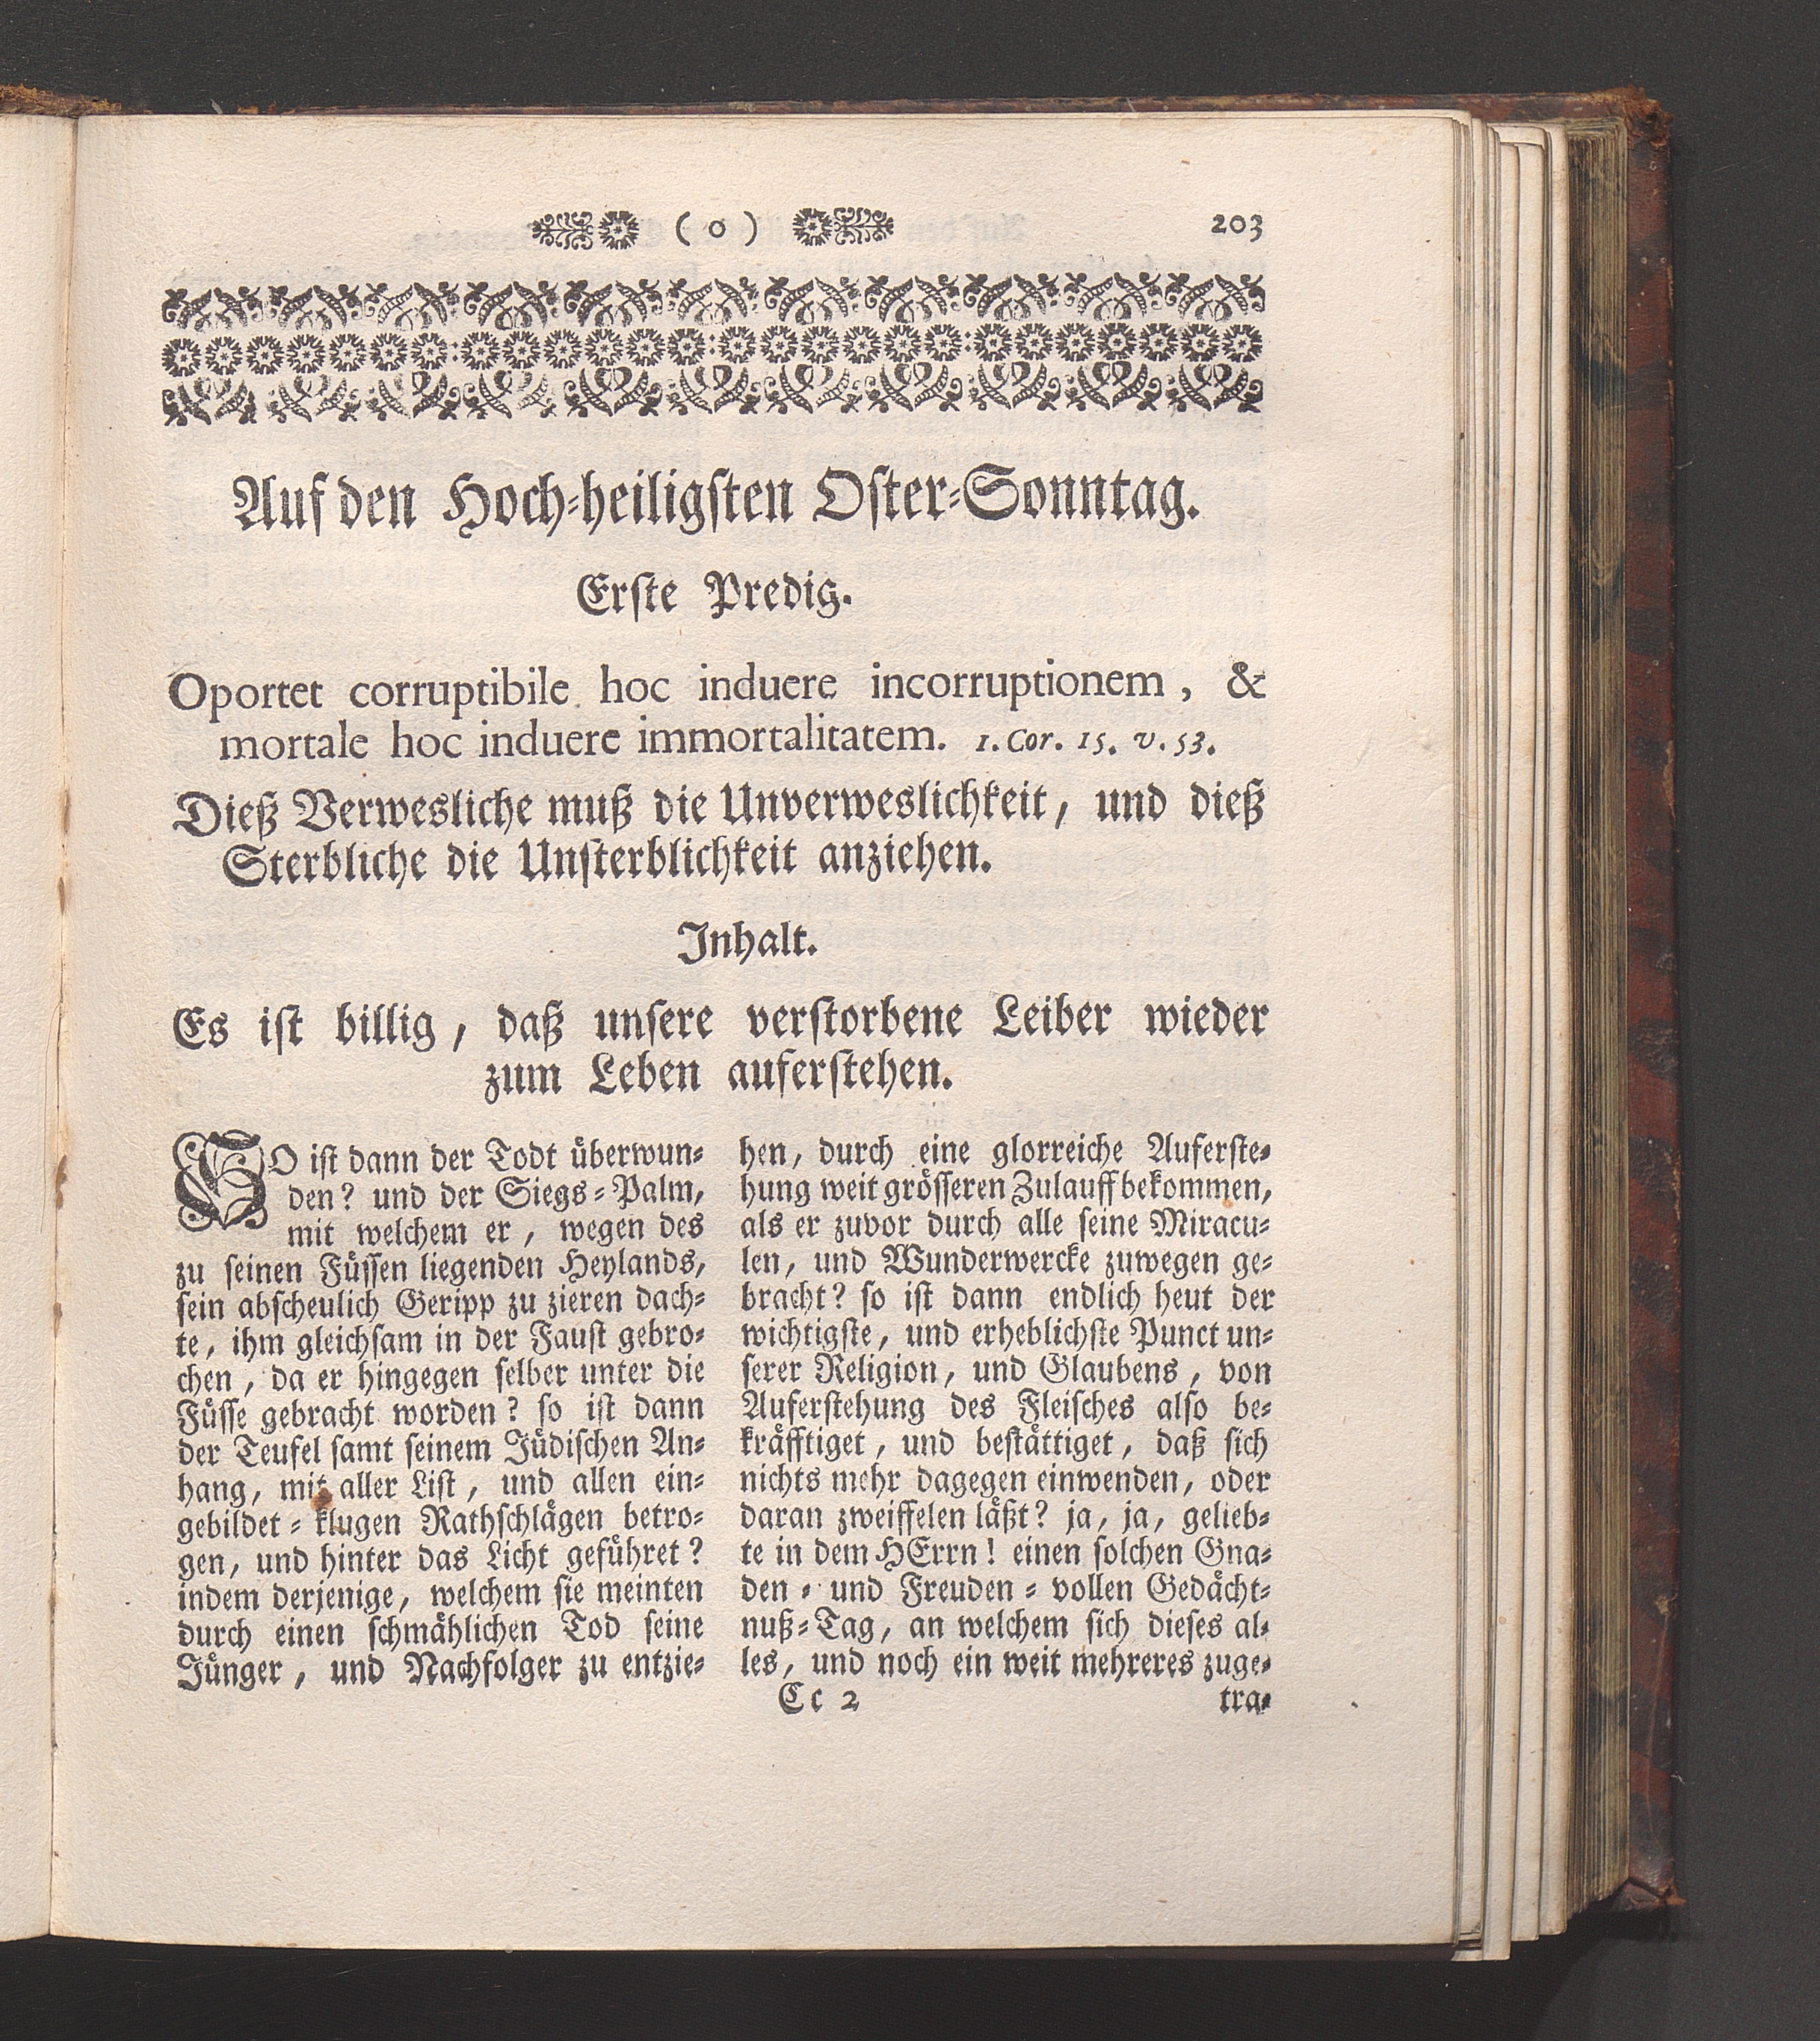 ( o ) 203
Auf den Hoch-heiligsten Oster-Sonntag.
Erste Predig.
Oportet corruptibile hoc induere incorruptionem, &
mortale hoc induere immortalitatem. 1. Cor. 15. v. 53.
Dieß Verwesliche muß die Unverweslichkeit, und dieß
Sterbliche die Unsterblichkeit anziehen.
Inhalt.
Es ist billig, daß unsere verstorbene Leiber wieder
zum Leben auferstehen.
SO ist dann der Todt überwun-
den? und der Siegs-Palm,
mit welchem er, wegen des
zu seinen Füssen liegenden Heylands,
sein abscheulich Geripp zu zieren dach-
te, ihm gleichsam in der Faust gebro-
chen, da er hingegen selber unter die
Füsse gebracht worden? so ist dann
der Teufel samt seinem Jüdischen An-
hang, mit aller List, und allen ein-
gebildet-klugen Rathschlägen betro-
gen, und hinter das Licht geführet?
indem derjenige, welchem sie meinten
durch einen schmählichen Tod seine
Jünger, und Nachfolger zu entzie-
hen, durch eine glorreiche Auferste-
hung weit grösseren Zulauff bekommen,
als er zuvor durch alle seine Miracu-
len, und Wunderwercke zuwegen ge-
bracht? so ist dann endlich heut der
wichtigste, und erheblichste Punct un-
serer Religion, und Glaubens, von
Auferstehung des Fleisches also be-
kräfftiget, und bestättiget, daß sich
nichts mehr dagegen einwenden, oder
daran zweiffelen läßt? ja, ja, gelieb-
te in dem HErrn! einen solchen Gna-
den- und Freuden-vollen Gedächt-
nuß-Tag, an welchem sich dieses al-
les, und noch ein weit mehreres zuge-
Cc 2 tra-